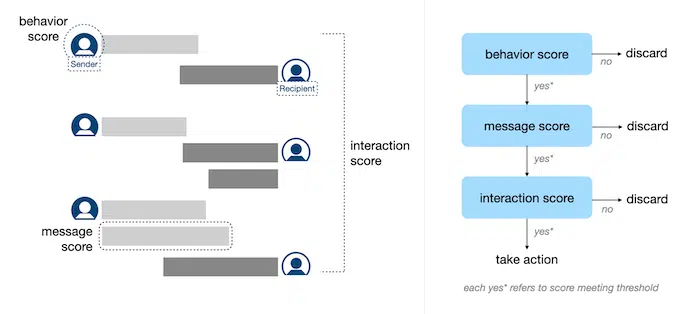 behavior
score
Sender
Recipient
interaction
score
message
score
behavior score
no
discard
yes*
message score
no
discard
yes*
interaction score
no
discard
yes*
take action
each yes* refers to score meeting threshold